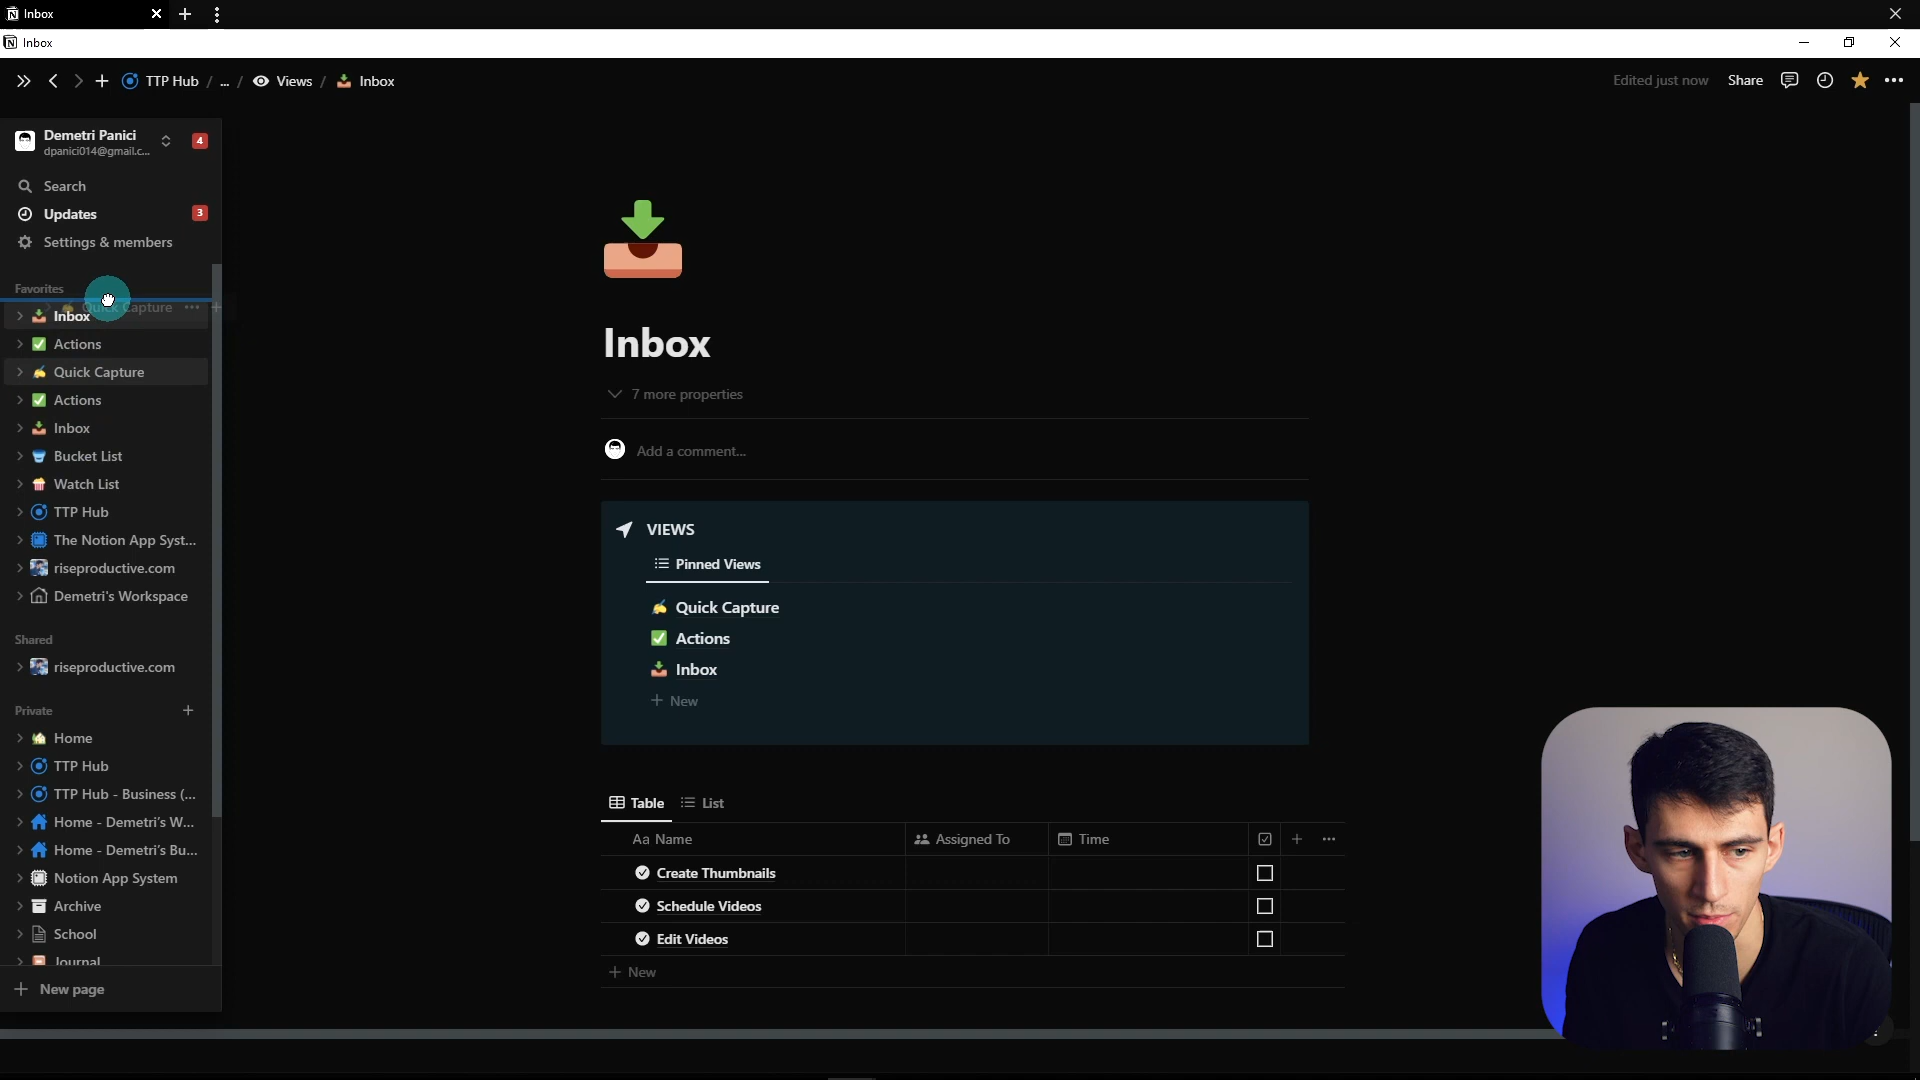 Inbox
Inbox
TTP Hub / ... / Views / Inbox
Edited just now Share
Demetri Panici 4
dpanici014@gmail.c...
Search
Updates 3
Settings & members
Favorites
Quick Capture
Inbox
Actions
Quick Capture
Actions
Inbox
Bucket List
Watch List
TTP Hub
The Notion App Syst...
riseproductive.com
Demetri's Workspace
Shared
riseproductive.com
Private
Home
TTP Hub
TTP Hub - Business (...
Home - Demetri's W...
Home - Demetri's Bu...
Notion App System
Archive
School
Journal
New page
Inbox
7 more properties
Add a comment...
VIEWS
Pinned Views
Quick Capture
Actions
Inbox
New
Table List
Aa Name Assigned To Time
Create Thumbnails
Schedule Videos
Edit Videos
New